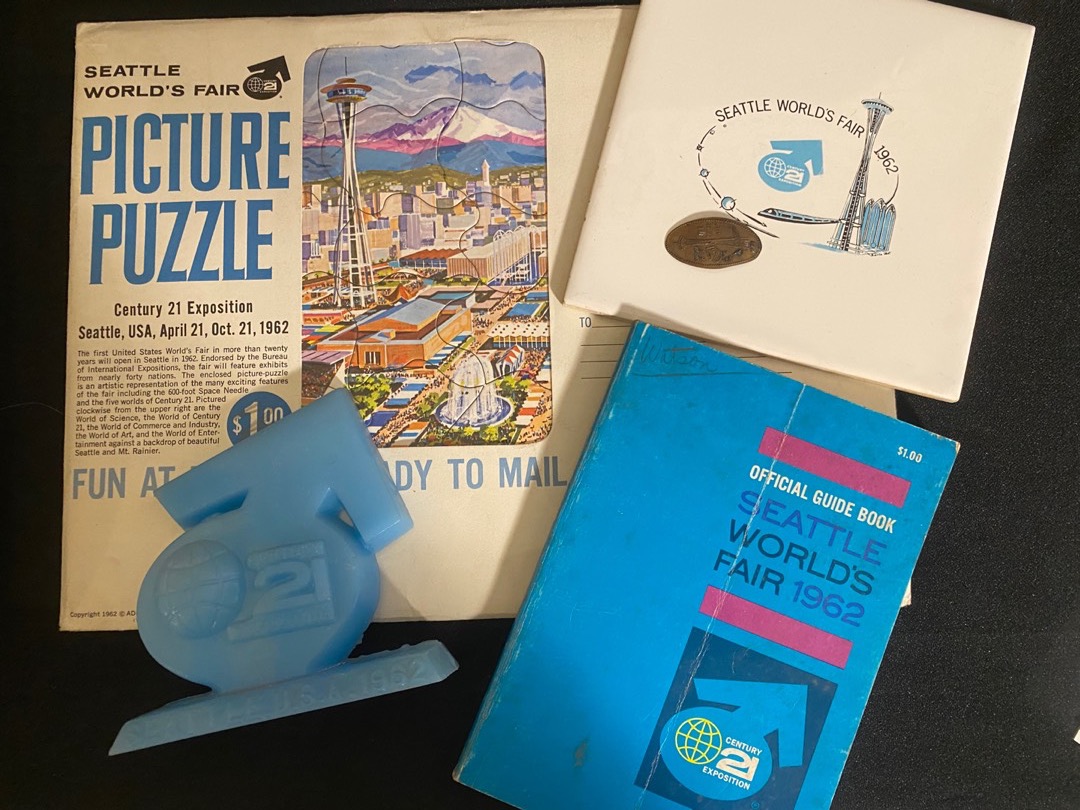 SEATTLE
WORLD'S FAIR
21
PICTURE
PUZZLE
Century 21 Exposition
Seattle, USA, April 21, Oct. 21, 1962
The first United States World's Fair in more than twenty
years will open in Seattle in 1962. Endorsed by the Bureau
of International Expositions, the fair will feature exhibits
from nearly forty nations. The enclosed picture-puzzle
is an artistic representation of the many exciting features
of the fair including the 600-foot Space Needle
and the five worlds of Century 21. Pictured
clockwise from the upper right are the
World of Science, the World of Century
21, the World of Commerce and Industry,
the World of Art, and the World of Enter-
tainment against a backdrop of beautiful
Seattle and Mt. Rainier.
$1.00
FUN AT
DY TO MAIL
Copyright 1962 © AD
TO
SEATTLE WORLD'S FAIR 1962
21
EXPOSITION
21
U.S.A. 1962
Wilson
$1.00
OFFICIAL GUIDE BOOK
SEATTLE
WORLD'S
FAIR 1962
CENTURY
21
EXPOSITION